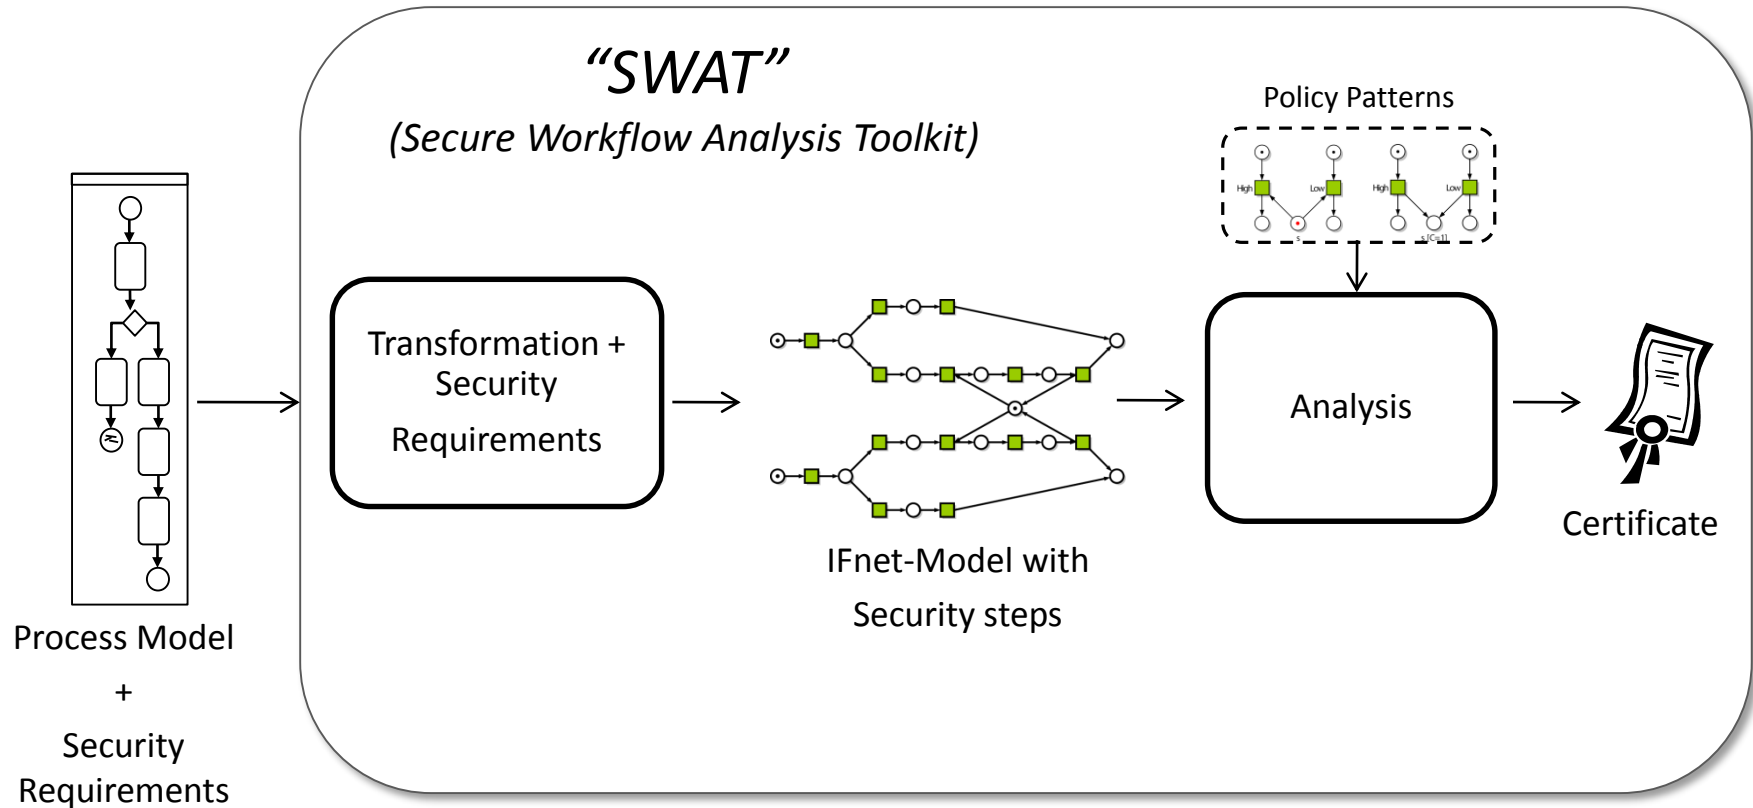 “SWAT”
(Secure Workflow Analysis Toolkit)
Policy Patterns
High
Low
High
Low
s
s [C=1]
Transformation +
Security
Requirements
Analysis
IFnet-Model with
Security steps
Certificate
Process Model
+
Security
Requirements